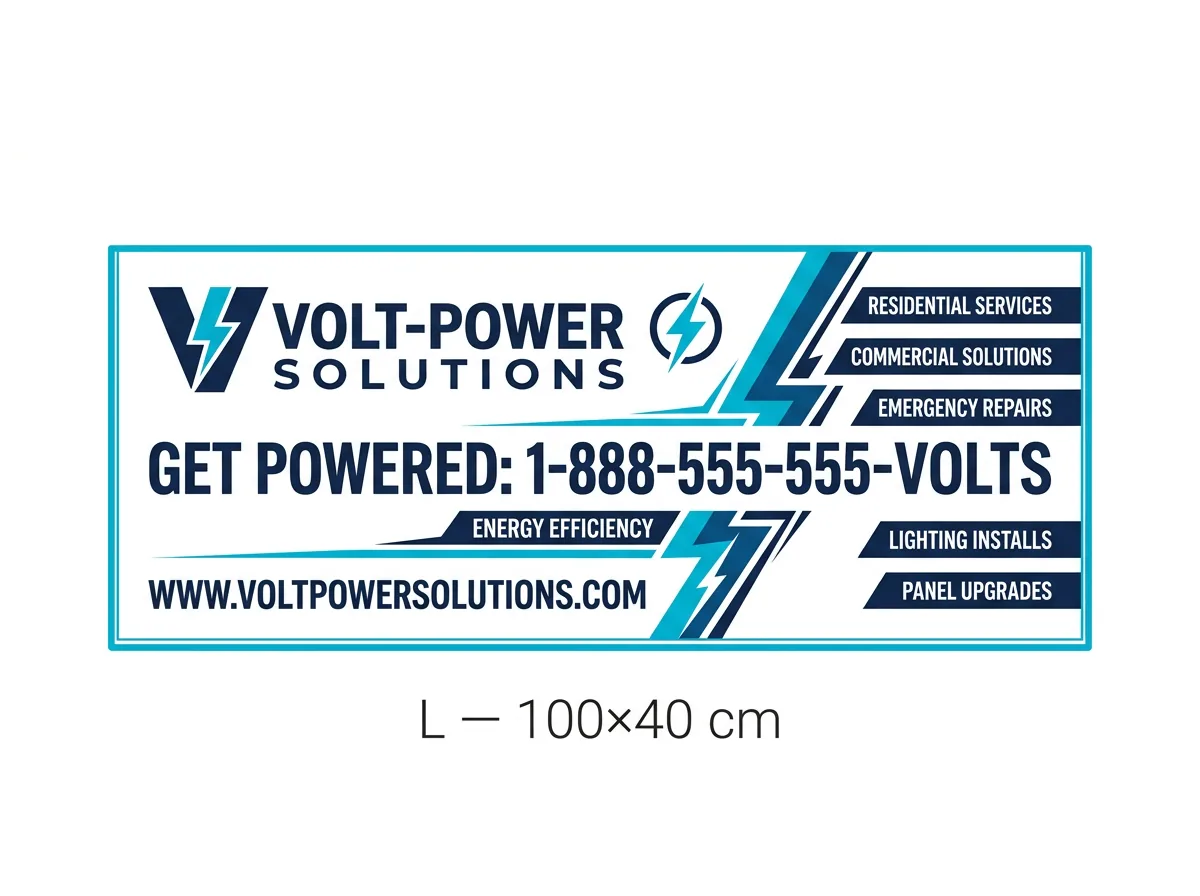 VOLT-POWER
SOLUTIONS
RESIDENTIAL SERVICES
COMMERCIAL SOLUTIONS
EMERGENCY REPAIRS
GET POWERED: 1-888-555-555-VOLTS
ENERGY EFFICIENCY
LIGHTING INSTALLS
WWW.VOLTPOWERSOLUTIONS.COM
PANEL UPGRADES
L — 100×40 cm